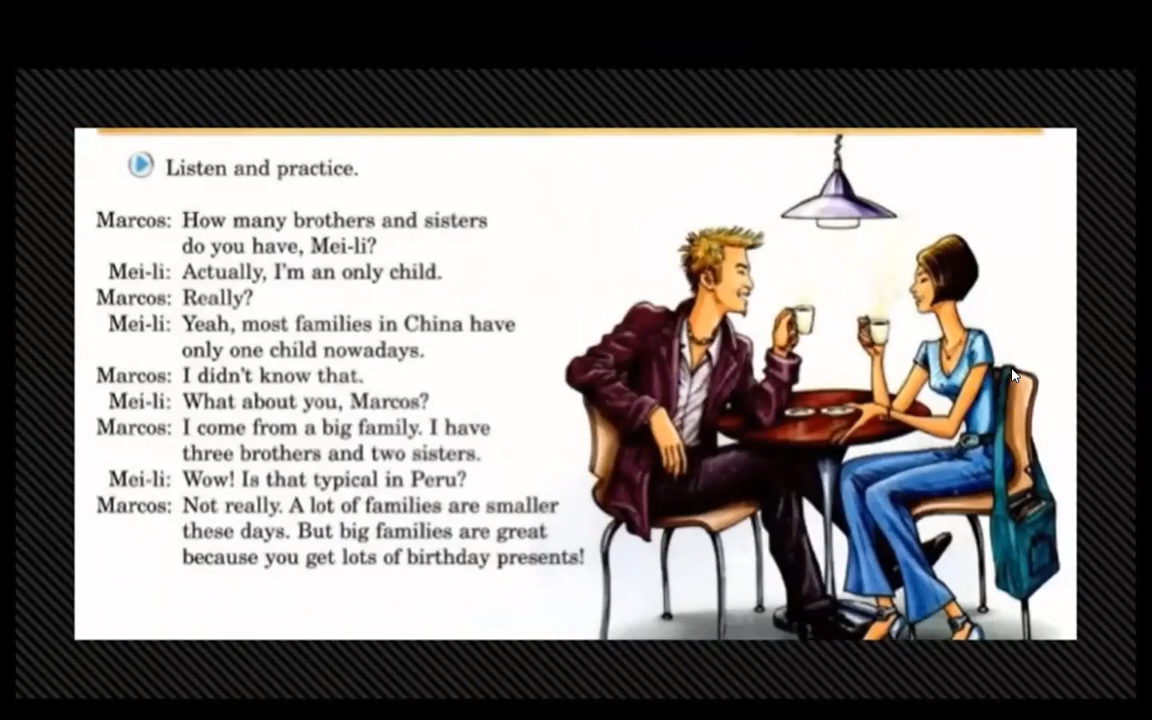 Listen and practice.
Marcos: How many brothers and sisters
do you have, Mei-li?
Mei-li: Actually, I'm an only child.
Marcos: Really?
Mei-li: Yeah, most families in China have
only one child nowadays.
Marcos: I didn't know that.
Mei-li: What about you, Marcos?
Marcos: I come from a big family. I have
three brothers and two sisters.
Mei-li: Wow! Is that typical in Peru?
Marcos: Not really. A lot of families are smaller
these days. But big families are great
because you get lots of birthday presents!